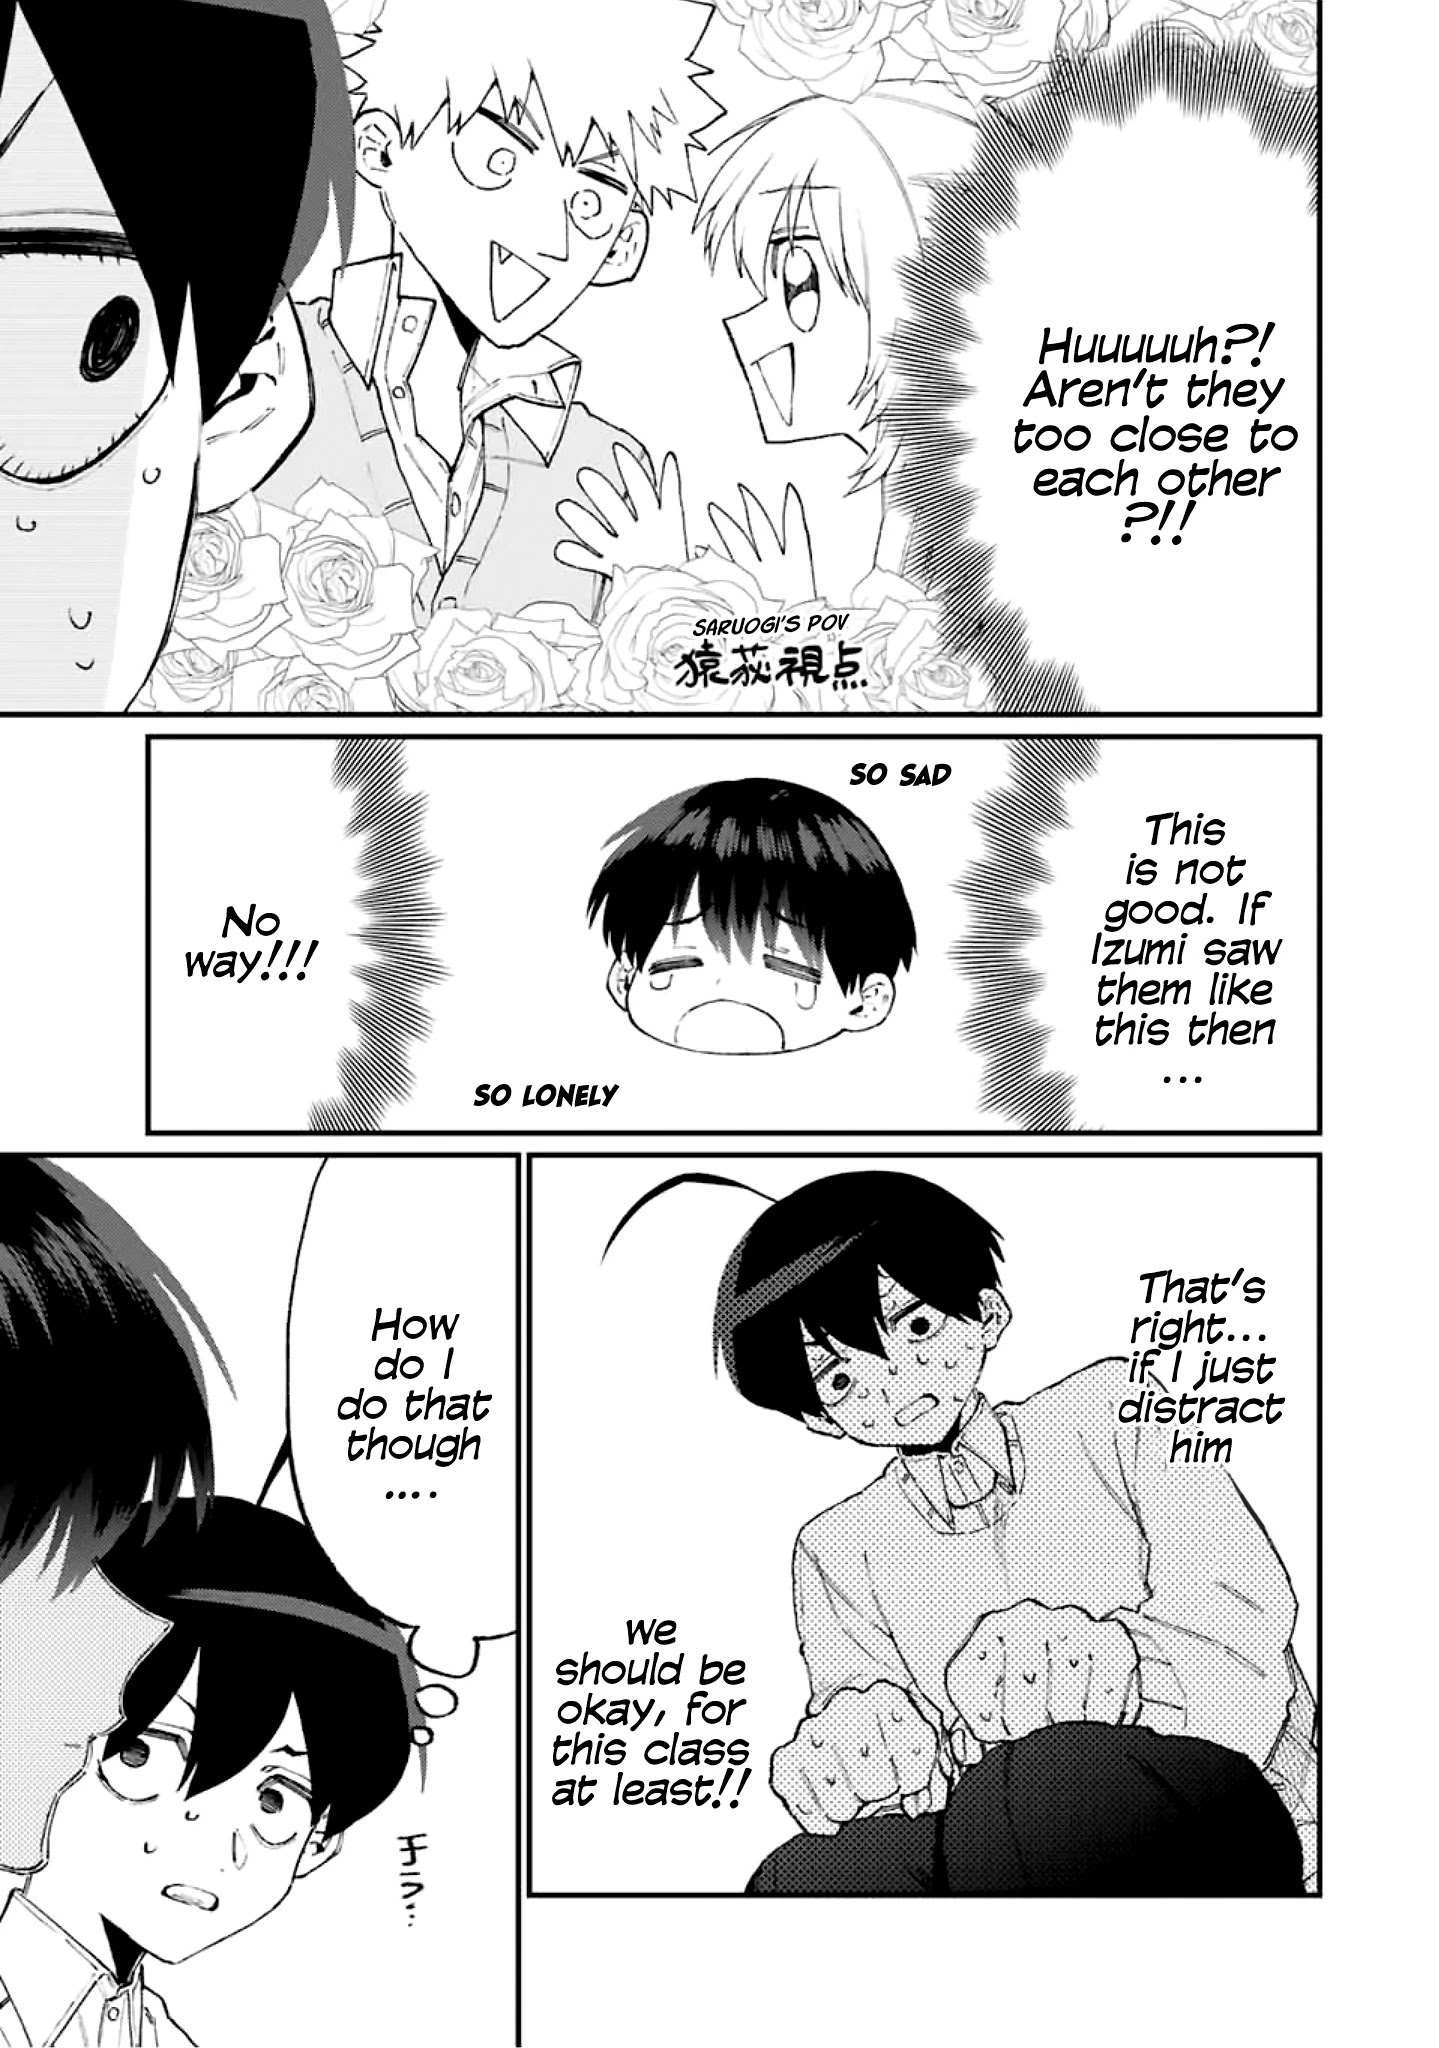 Huuuuuh?!
Aren't they
too close to
each other
?!!
SARUOGI'S POV
猿荻視点
This
is not
good. If
Izumi saw
them like
this then
...
SO SAD
SO LONELY
No
way!!!
That's
right...
if I just
distract
him
we
should be
okay, for
this class
at least!!
How
do I
do that
though
....
チラ...